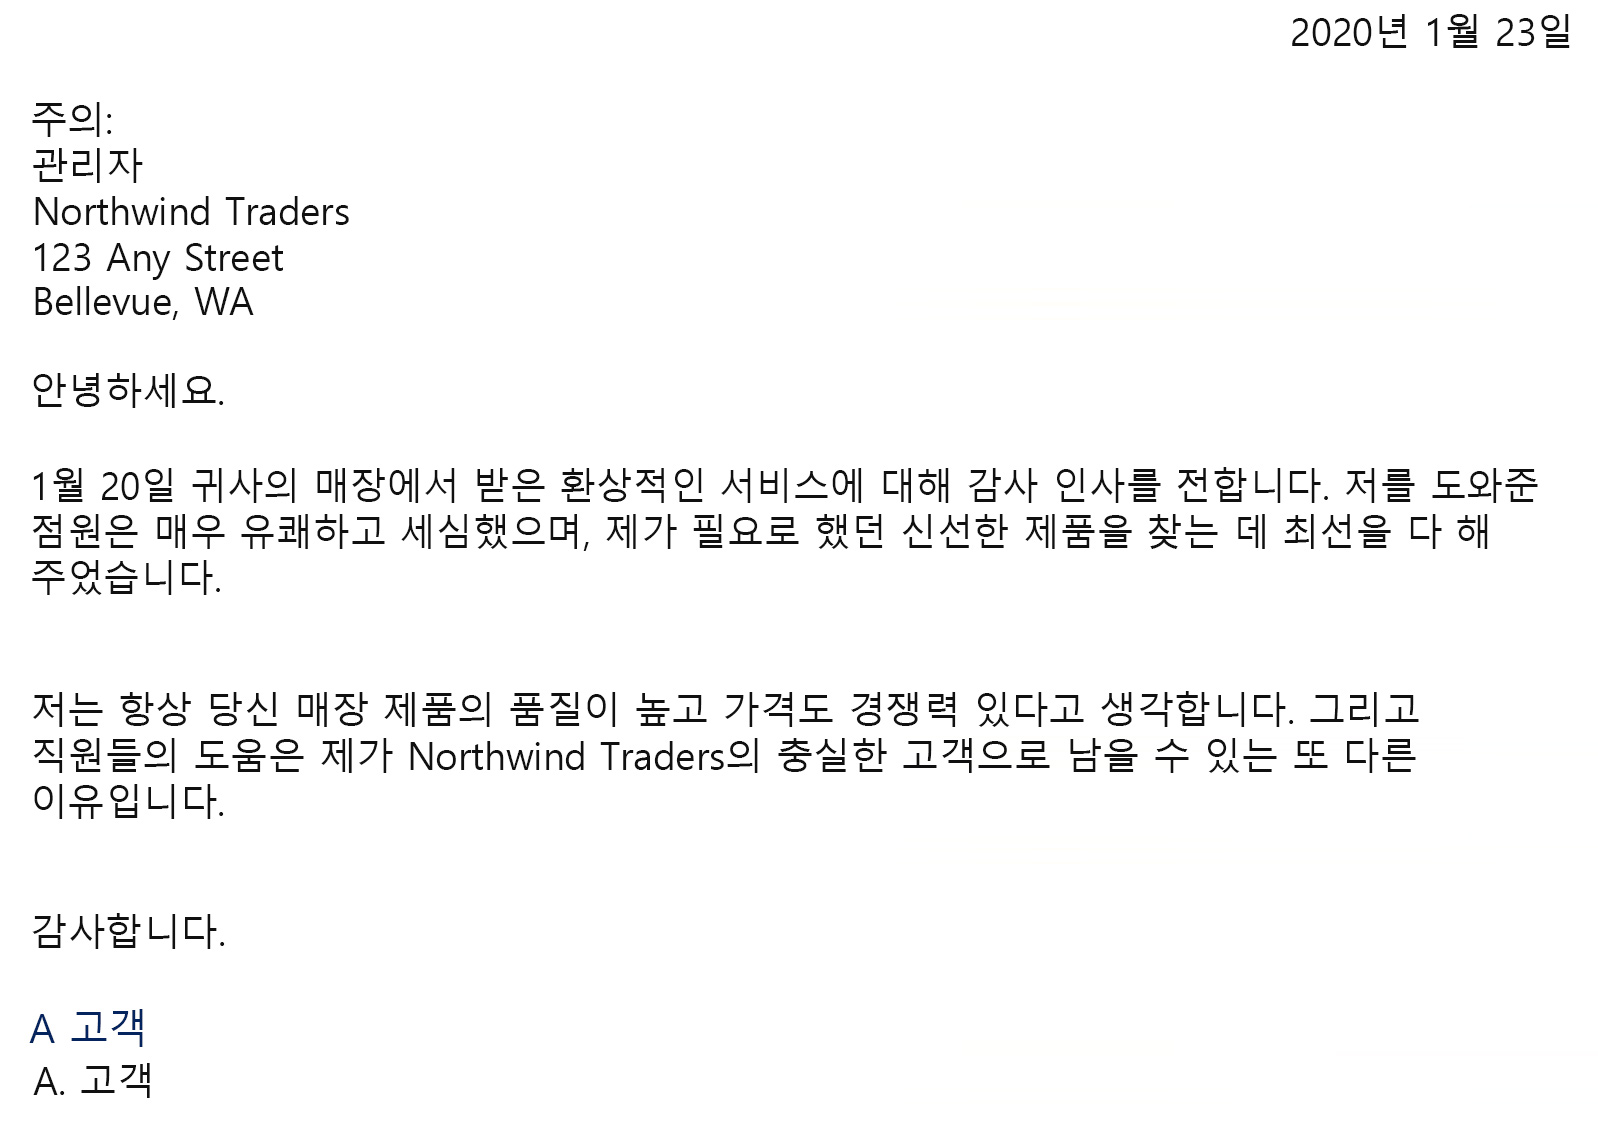 2020년 1월 23일
주의:
관리자
Northwind Traders
123 Any Street
Bellevue, WA
안녕하세요.
1월 20일 귀사의 매장에서 받은 환상적인 서비스에 대해 감사 인사를 전합니다. 저를 도와준
점원은 매우 유쾌하고 세심했으며, 제가 필요로 했던 신선한 제품을 찾는 데 최선을 다 해
주었습니다.
저는 항상 당신 매장 제품의 품질이 높고 가격도 경쟁력 있다고 생각합니다. 그리고
직원들의 도움은 제가 Northwind Traders의 충실한 고객으로 남을 수 있는 또 다른
이유입니다.
감사합니다.
A 고객
A. 고객